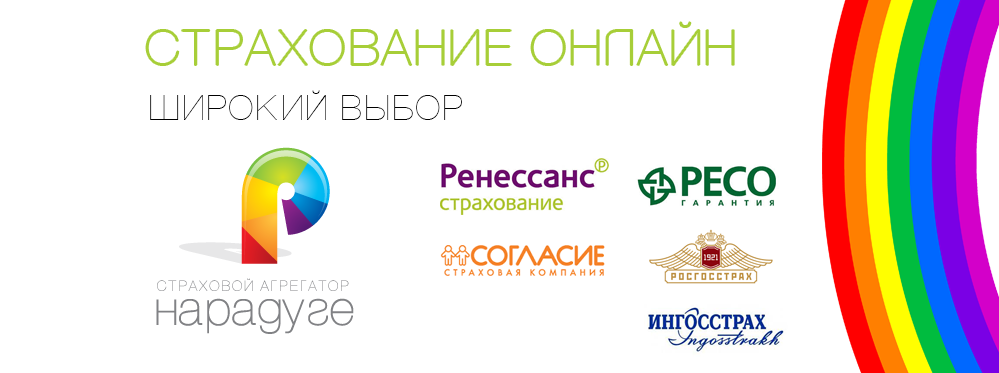 СТРАХОВАНИЕ ОНЛАЙН
ШИРОКИЙ ВЫБОР
СТРАХОВОЙ АГРЕГАТОР
нарадуге
Ренессанс Р
страхование
РЕСО
ГАРАНТИЯ
СОГЛАСИЕ
СТРАХОВАЯ КОМПАНИЯ
1921
РОСГОССТРАХ
ИНГОССТРАХ
Ingosstrakh